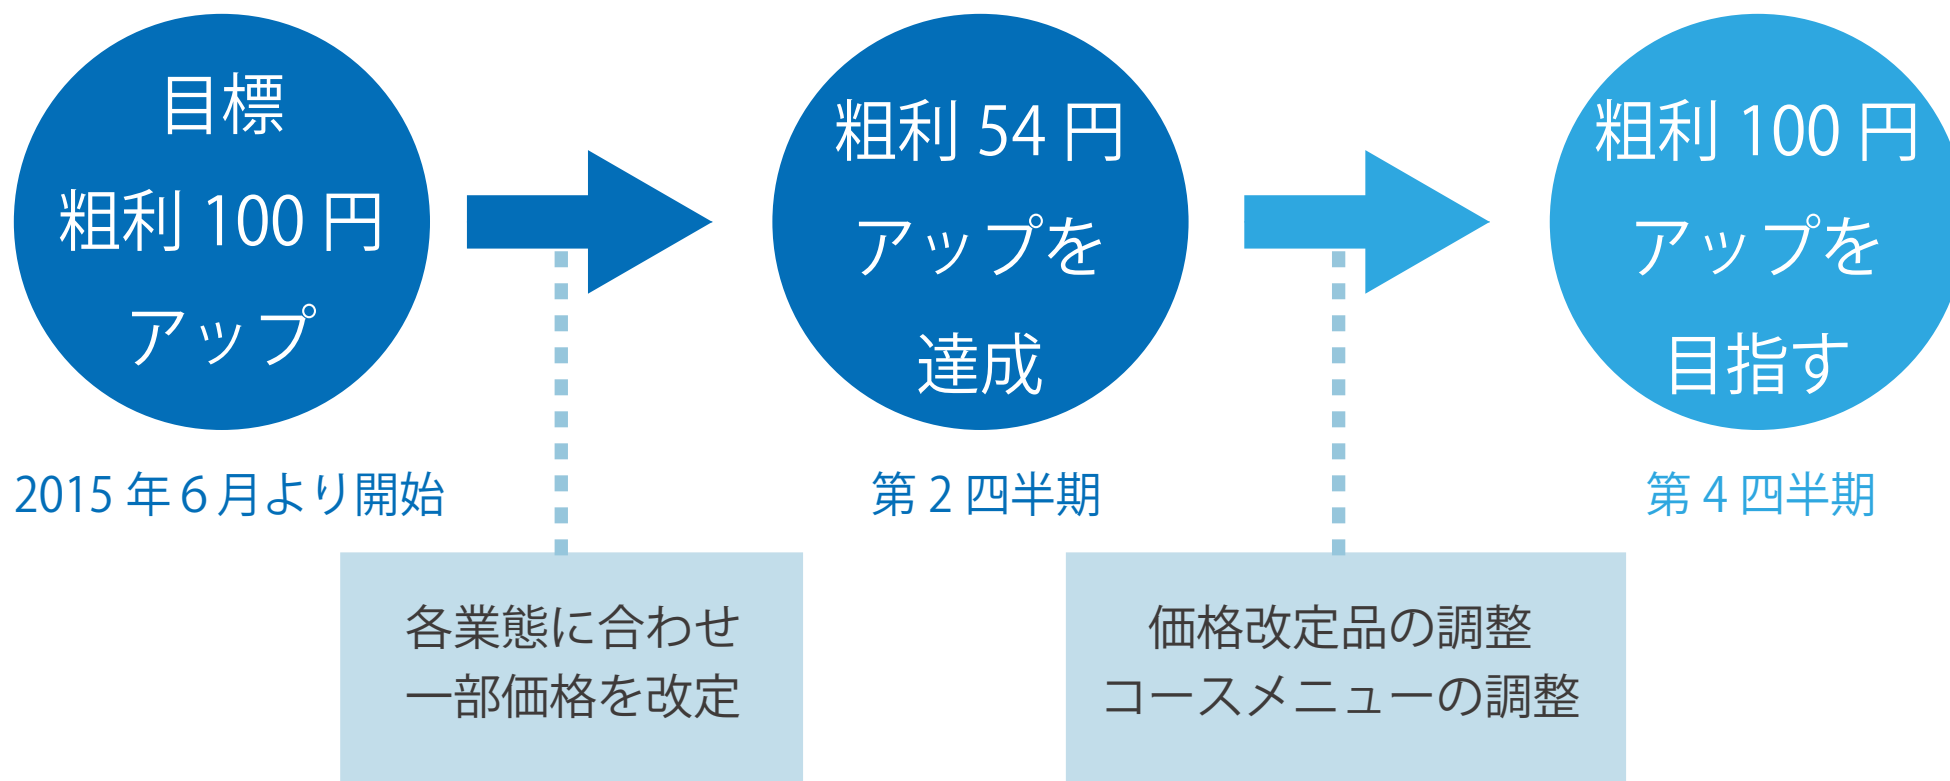 目標
粗利 100 円
アップ
2015 年６月より開始
各業態に合わせ
一部価格を改定
粗利 54 円
アップを
達成
第 2 四半期
価格改定品の調整
コースメニューの調整
粗利 100 円
アップを
目指す
第 4 四半期